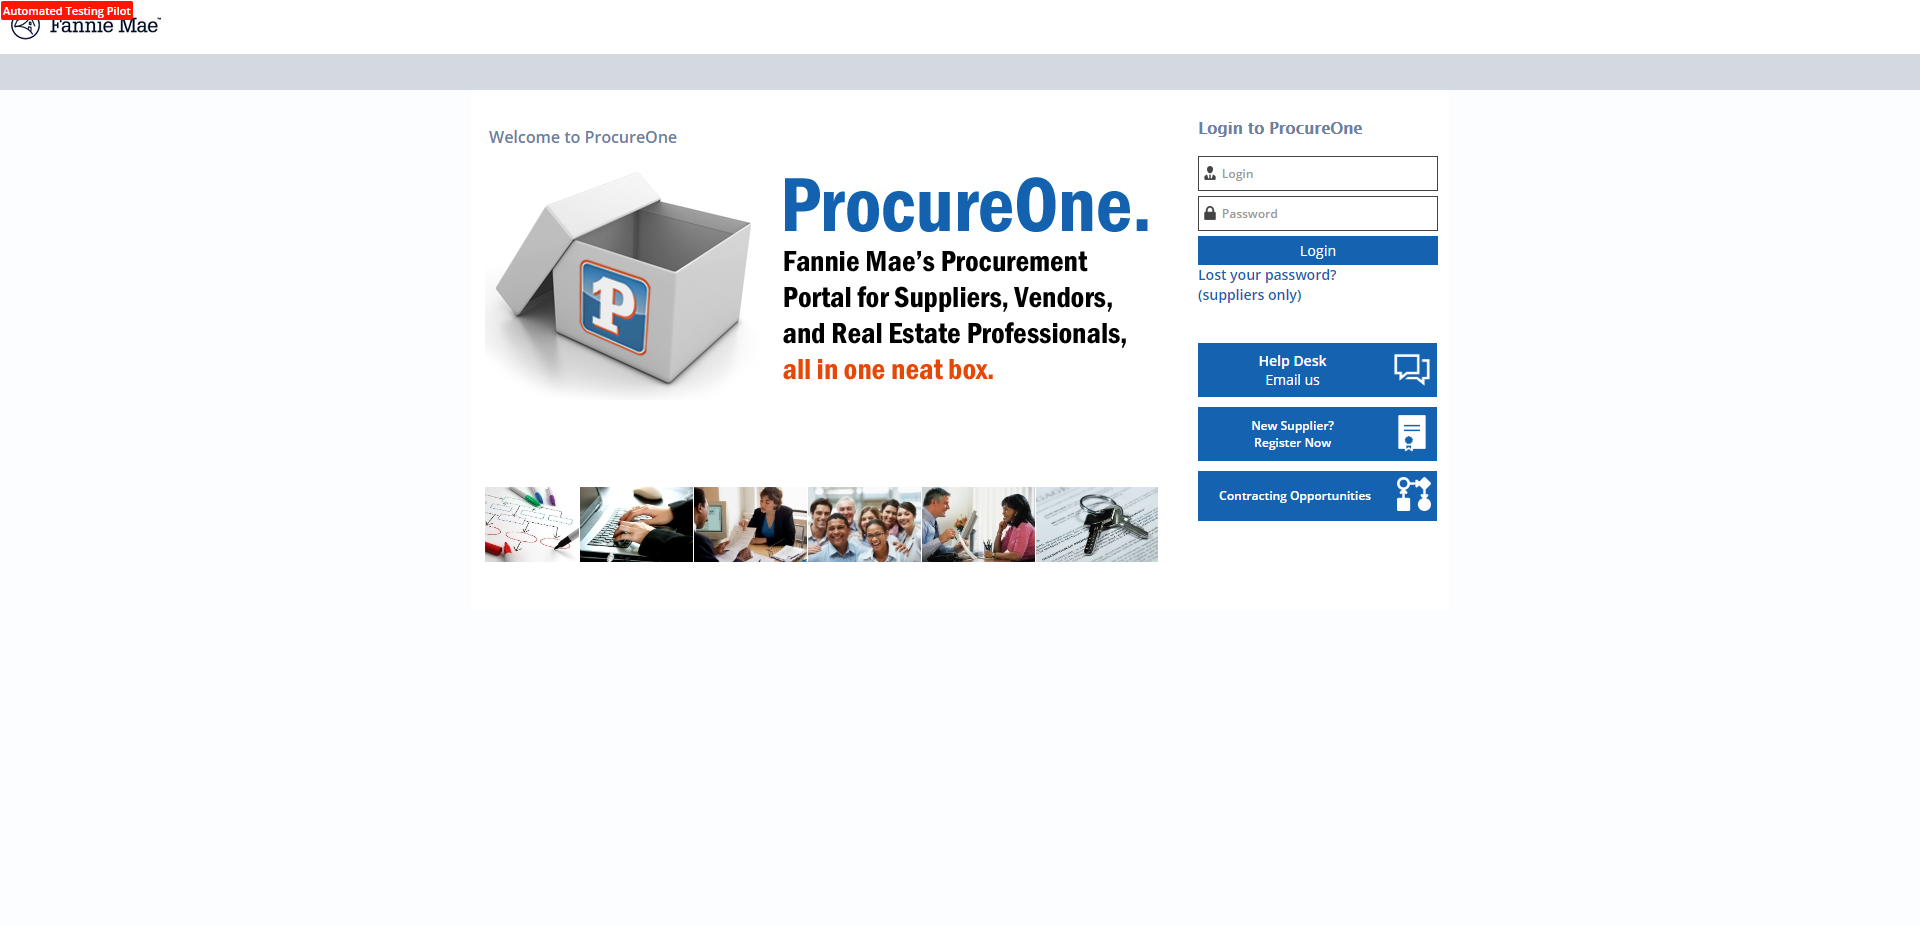 Automated Testing Pilot
Fannie Mae™
Welcome to ProcureOne
ProcureOne.
Fannie Mae’s Procurement
Portal for Suppliers, Vendors,
and Real Estate Professionals,
all in one neat box.
Login to ProcureOne
Login
Password
Login
Lost your password?
(suppliers only)
Help Desk
Email us
New Supplier?
Register Now
Contracting Opportunities